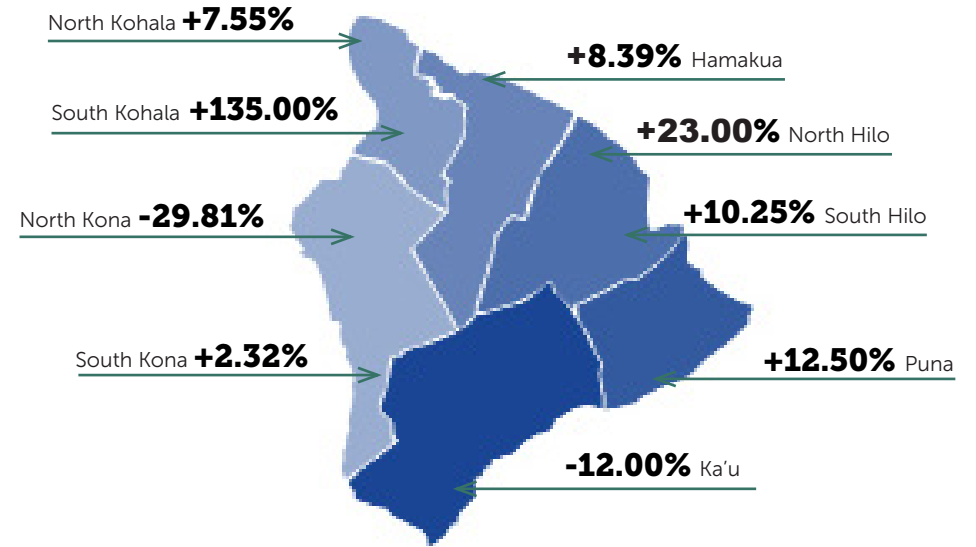 North Kohala +7.55%
+8.39% Hamakua
South Kohala +135.00%
+23.00% North Hilo
North Kona -29.81%
+10.25% South Hilo
South Kona +2.32%
+12.50% Puna
-12.00% Ka'u